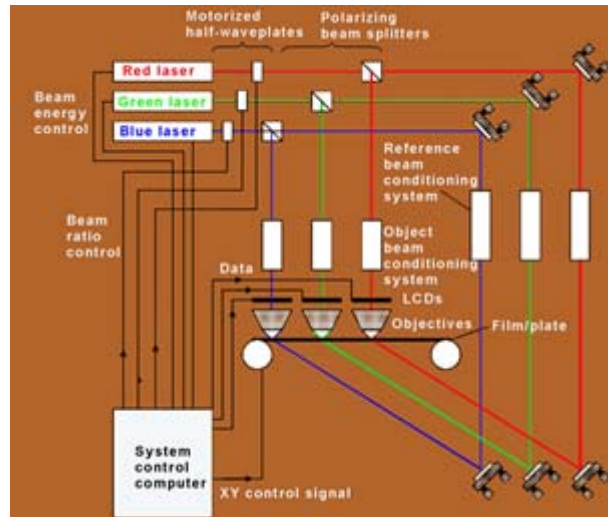 Motorized
half-waveplates
Polarizing
beam splitters
Red laser
Green laser
Blue laser
Beam
energy
control
Reference
beam
conditioning
system
Beam
ratio
control
Object
beam
conditioning
system
Data
LCDs
Objectives
Film/plate
System
control
computer
XY control signal